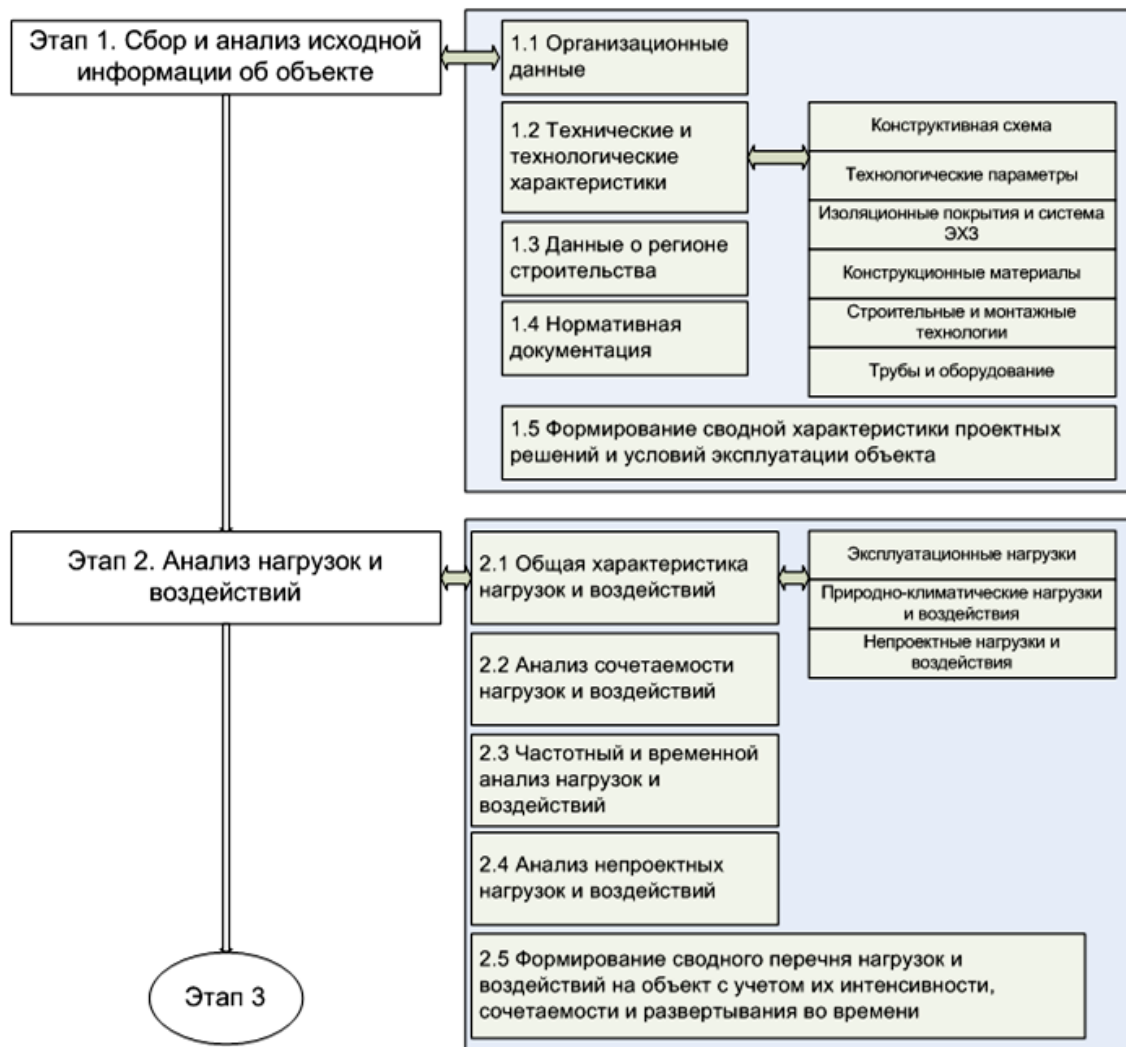 Этап 1. Сбор и анализ исходной
информации об объекте
1.1 Организационные
данные
1.2 Технические и
технологические
характеристики
Конструктивная схема
Технологические параметры
Изоляционные покрытия и система
ЭХЗ
Конструкционные материалы
Строительные и монтажные
технологии
Трубы и оборудование
1.3 Данные о регионе
строительства
1.4 Нормативная
документация
1.5 Формирование сводной характеристики проектных
решений и условий эксплуатации объекта
Этап 2. Анализ нагрузок и
воздействий
2.1 Общая характеристика
нагрузок и воздействий
Эксплуатационные нагрузки
Природно-климатические нагрузки
и воздействия
Непроектные нагрузки и
воздействия
2.2 Анализ сочетаемости
нагрузок и воздействий
2.3 Частотный и временной
анализ нагрузок и
воздействий
2.4 Анализ непроектных
нагрузок и воздействий
2.5 Формирование сводного перечня нагрузок и
воздействий на объект с учетом их интенсивности,
сочетаемости и развертывания во времени
Этап 3